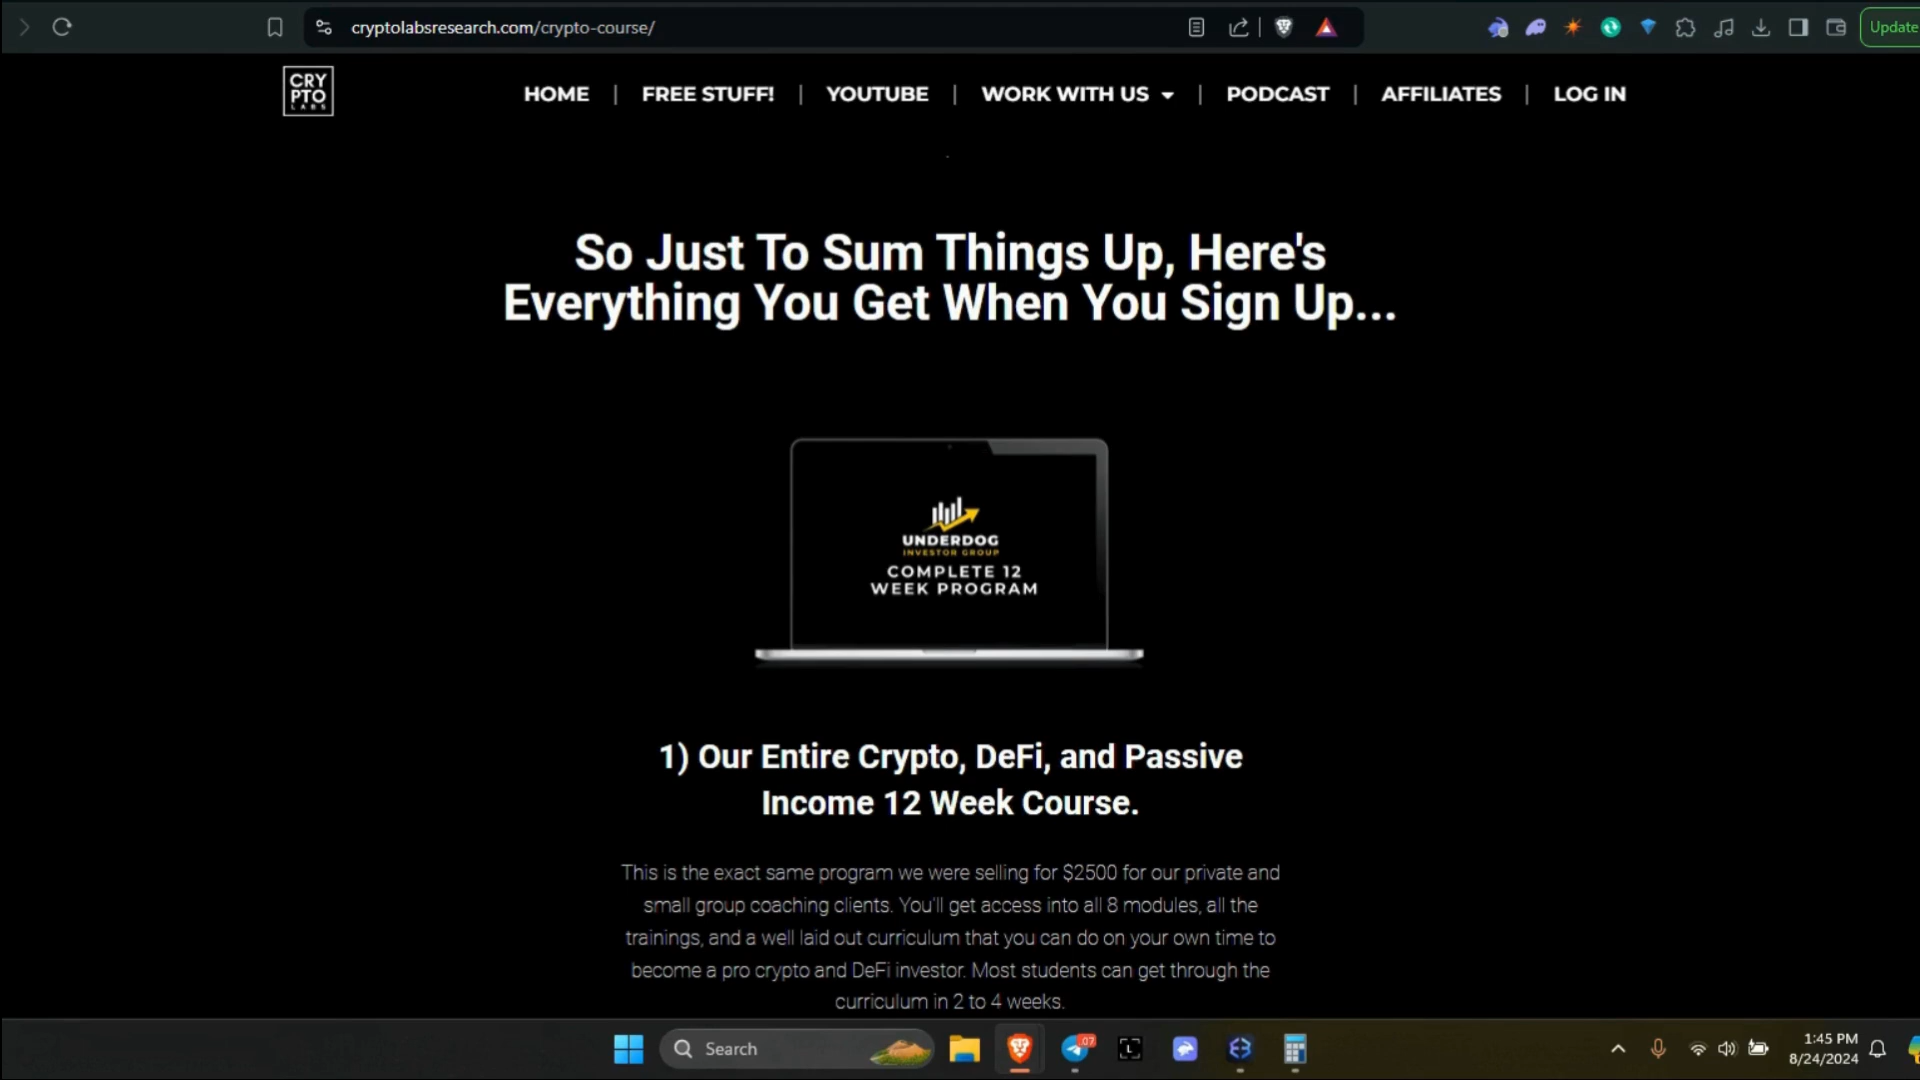 cryptolabsresearch.com/crypto-course/
Update
CRY
PTO
LABS
HOME
FREE STUFF!
YOUTUBE
WORK WITH US
PODCAST
AFFILIATES
LOG IN
So Just To Sum Things Up, Here's
Everything You Get When You Sign Up...
UNDERDOG
INVESTOR GROUP
COMPLETE 12
WEEK PROGRAM
1) Our Entire Crypto, DeFi, and Passive
Income 12 Week Course.
This is the exact same program we were selling for $2500 for our private and
small group coaching clients. You'll get access into all 8 modules, all the
trainings, and a well laid out curriculum that you can do on your own time to
become a pro crypto and DeFi investor. Most students can get through the
curriculum in 2 to 4 weeks.
Search
.07
L
1:45 PM
8/24/2024